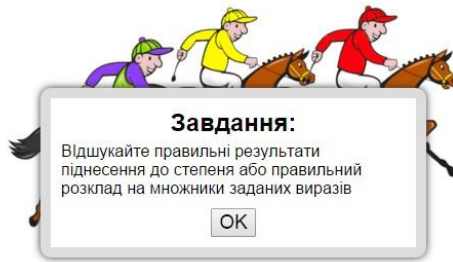 Завдання:
ВІдшукайте правильні результати
піднесення до степеня або правильний
розклад на множники заданих виразів
OK